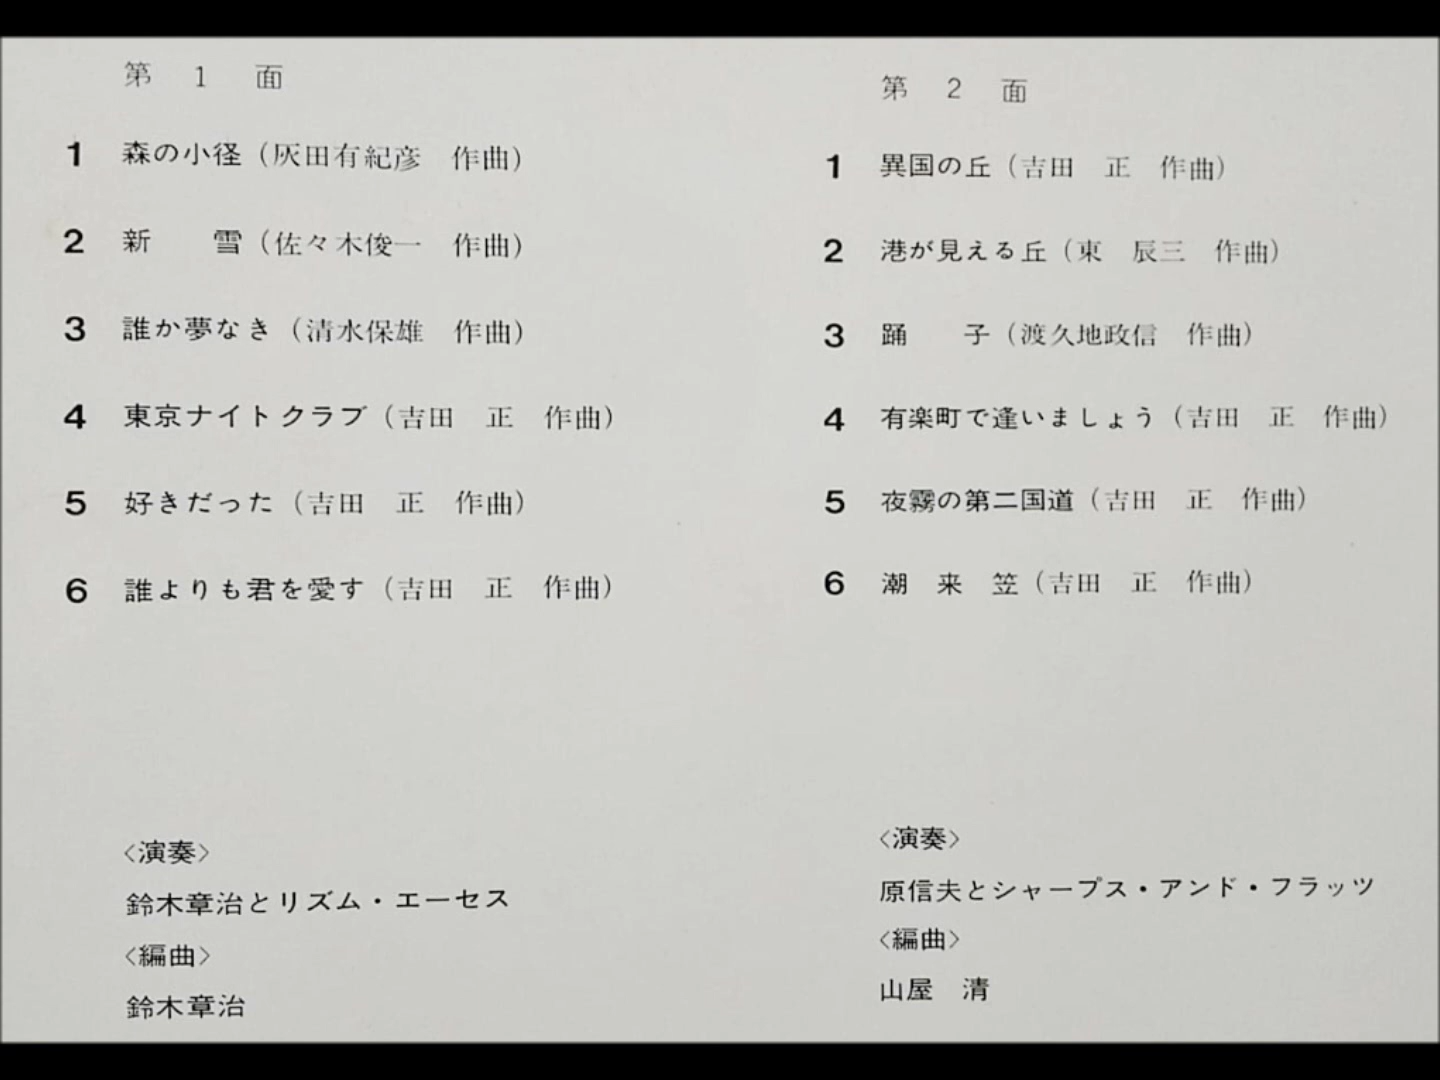 第　1　面
1 森の小径（灰田有紀彦　作曲）
2 新　　雪（佐々木俊一　作曲）
3 誰か夢なき（清水保雄　作曲）
4 東京ナイトクラブ（吉田　正　作曲）
5 好きだった（吉田　正　作曲）
6 誰よりも君を愛す（吉田　正　作曲）
〈演奏〉
鈴木章治とリズム・エーセス
〈編曲〉
鈴木章治
第　2　面
1 異国の丘（吉田　正　作曲）
2 港が見える丘（東　辰三　作曲）
3 踊　　子（渡久地政信　作曲）
4 有楽町で逢いましょう（吉田　正　作曲）
5 夜霧の第二国道（吉田　正　作曲）
6 潮　来　笠（吉田　正　作曲）
〈演奏〉
原信夫とシャープス・アンド・フラッツ
〈編曲〉
山屋　清